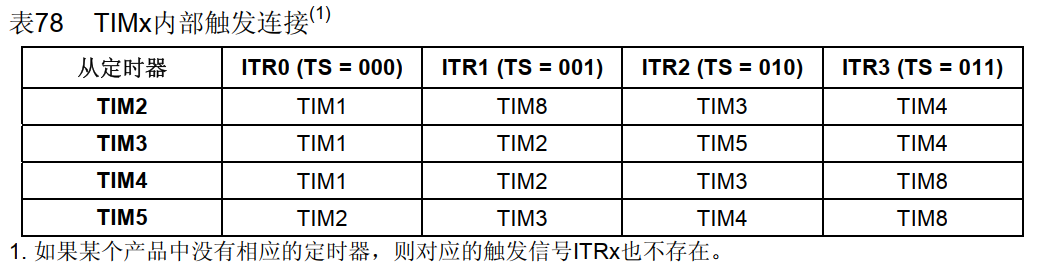 表78 TIMx内部触发连接(1)
从定时器 ITR0 (TS = 000) ITR1 (TS = 001) ITR2 (TS = 010) ITR3 (TS = 011)
TIM2 TIM1 TIM8 TIM3 TIM4
TIM3 TIM1 TIM2 TIM5 TIM4
TIM4 TIM1 TIM2 TIM3 TIM8
TIM5 TIM2 TIM3 TIM4 TIM8
1. 如果某个产品中没有相应的定时器，则对应的触发信号ITRx也不存在。